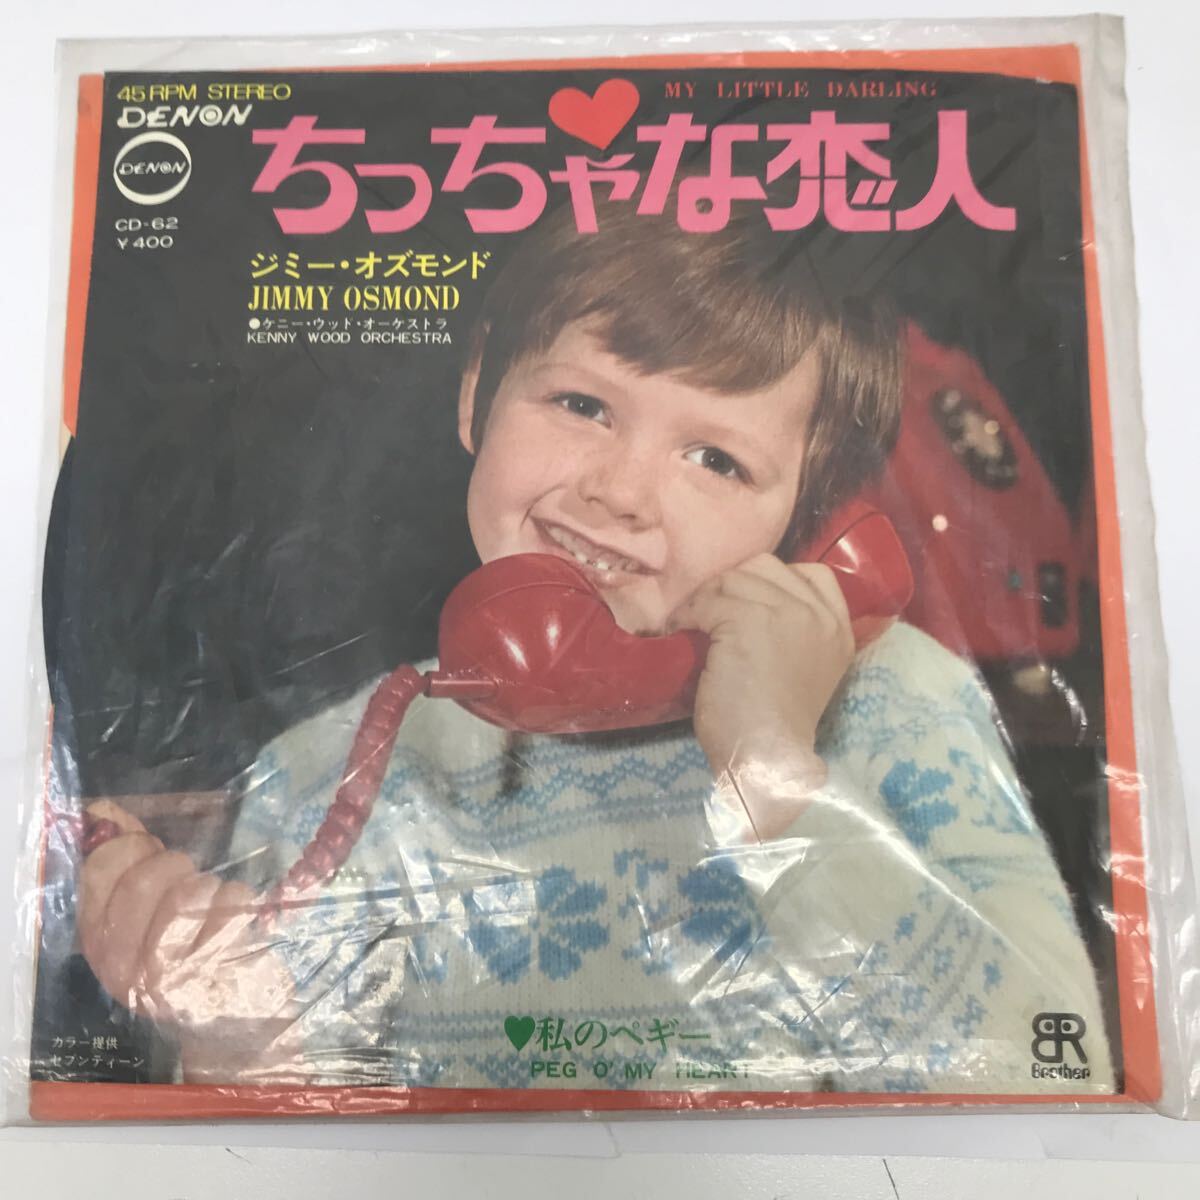 45RPM STEREO
DENON
DENON
CD-62
¥400
MY LITTLE DARLING
ちっちゃな恋人
ジミー・オズモンド
JIMMY OSMOND
●ケニー・ウッド・オーケストラ
KENNY WOOD ORCHESTRA
♥私のペギー
PEG O' MY HEART
カラー提供
セブンティーン
BR
Brother